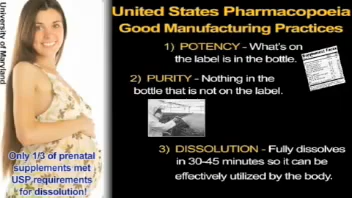 University of Maryland
United States Pharmacopoeia
Good Manufacturing Practices
1) POTENCY - What's on
the label is in the bottle.
2) PURITY - Nothing in the
bottle that is not on the label.
3) DISSOLUTION - Fully dissolves
in 30-45 minutes so it can be
effectively utilized by the body.
Only 1/3 of prenatal
supplements met
USP requirements
for dissolution!